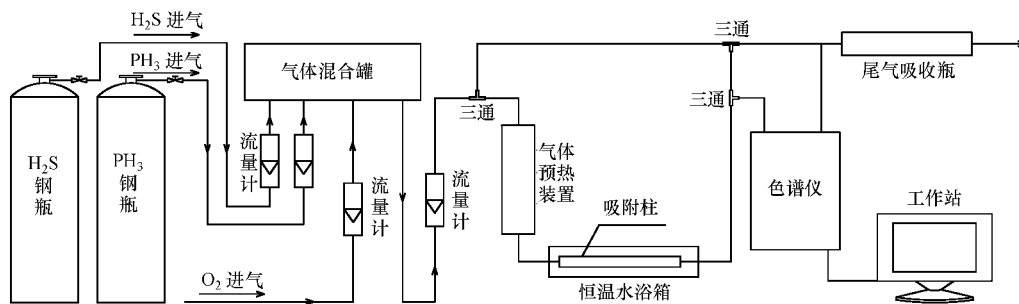 H₂S 进气
PH₃ 进气
H₂S
钢
瓶
PH₃
钢
瓶
气体混合罐
流
量
计
流
量
计
流
量
计
O₂ 进气
三通
气体
预热
装置
吸附柱
恒温水浴箱
三通
三通
尾气吸收瓶
色谱仪
工作站